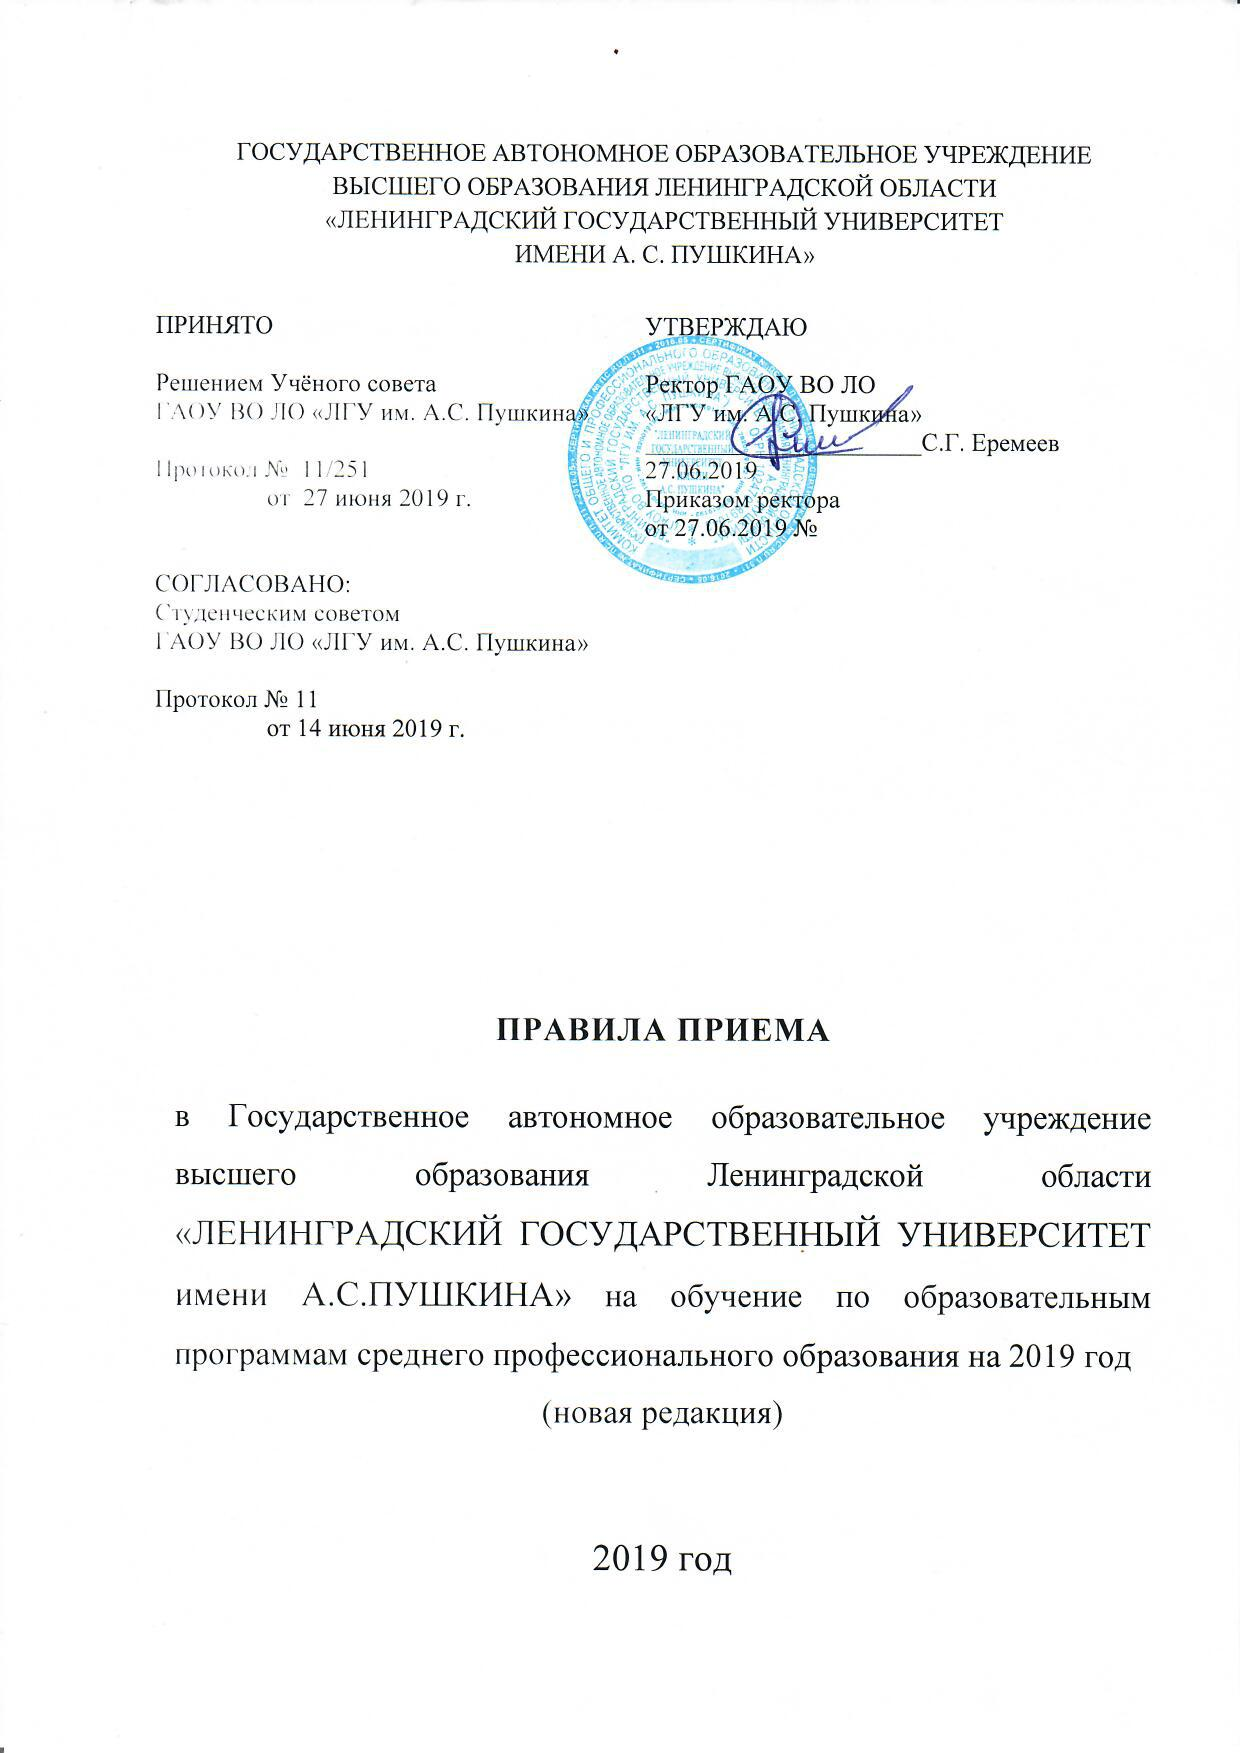 ГОСУДАРСТВЕННОЕ АВТОНОМНОЕ ОБРАЗОВАТЕЛЬНОЕ УЧРЕЖДЕНИЕ
ВЫСШЕГО ОБРАЗОВАНИЯ ЛЕНИНГРАДСКОЙ ОБЛАСТИ
«ЛЕНИНГРАДСКИЙ ГОСУДАРСТВЕННЫЙ УНИВЕРСИТЕТ
ИМЕНИ А. С. ПУШКИНА»
ПРИНЯТО
Решением Учёного совета
ГАОУ ВО ЛО «ЛГУ им. А.С. Пушкина»
Протокол № 11/251
от 27 июня 2019 г.
УТВЕРЖДАЮ
Ректор ГАОУ ВО ЛО
«ЛГУ им. А.С. Пушкина»
С.Г. Еремеев
27.06.2019
Приказом ректора
от 27.06.2019 №
СОГЛАСОВАНО:
Студенческим советом
ГАОУ ВО ЛО «ЛГУ им. А.С. Пушкина»
Протокол № 11
от 14 июня 2019 г.
ПРАВИЛА ПРИЕМА
в Государственное автономное образовательное учреждение
высшего образования Ленинградской области
«ЛЕНИНГРАДСКИЙ ГОСУДАРСТВЕННЫЙ УНИВЕРСИТЕТ
имени А.С.ПУШКИНА» на обучение по образовательным
программам среднего профессионального образования на 2019 год
(новая редакция)
2019 год